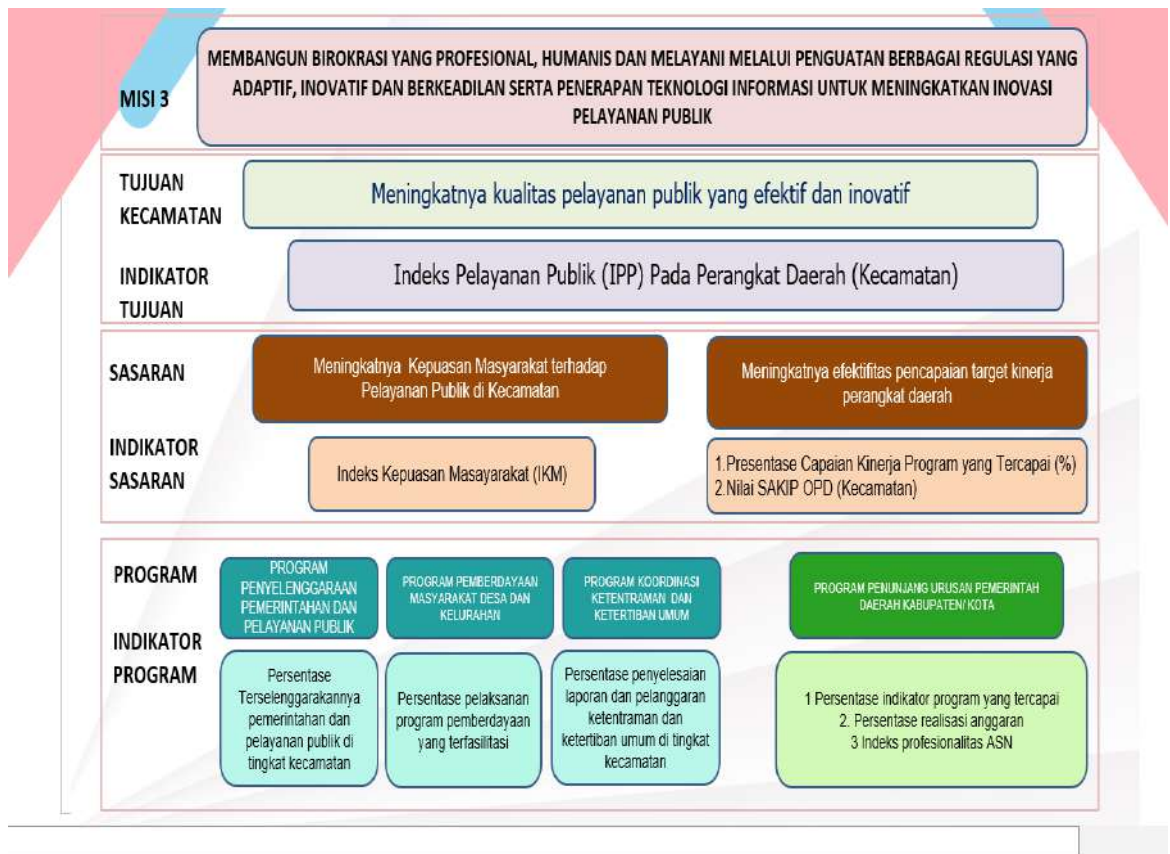 MISI 3
MEMBANGUN BIROKRASI YANG PROFESIONAL, HUMANIS DAN MELAYANI MELALUI PENGUATAN BERBAGAI REGULASI YANG
ADAPTIF, INOVATIF DAN BERKEADILAN SERTA PENERAPAN TEKNOLOGI INFORMASI UNTUK MENINGKATKAN INOVASI
PELAYANAN PUBLIK
TUJUAN
KECAMATAN
Meningkatnya kualitas pelayanan publik yang efektif dan inovatif
INDIKATOR
TUJUAN
Indeks Pelayanan Publik (IPP) Pada Perangkat Daerah (Kecamatan)
SASARAN
Meningkatnya Kepuasan Masyarakat terhadap
Pelayanan Publik di Kecamatan
Meningkatnya efektifitas pencapaian target kinerja
perangkat daerah
INDIKATOR
SASARAN
Indeks Kepuasan Masayarakat (IKM)
1.Presentase Capaian Kinerja Program yang Tercapai (%)
2.Nilai SAKIP OPD (Kecamatan)
PROGRAM
PROGRAM
PENYELENGGARAAN
PEMERINTAHAN DAN
PELAYANAN PUBLIK
PROGRAM PEMBERDAYAAN
MASYARAKAT DESA DAN
KELURAHAN
PROGRAM KOORDINASI
KETENTRAMAN DAN
KETERTIBAN UMUM
PROGRAM PENUNJANG URUSAN PEMERINTAH
DAERAH KABUPATEN/ KOTA
INDIKATOR
PROGRAM
Persentase
Terselenggarakannya
pemerintahan dan
pelayanan publik di
tingkat kecamatan
Persentase pelaksanan
program pemberdayaan
yang terfasilitasi
Persentase penyelesaian
laporan dan pelanggaran
ketentraman dan
ketertiban umum di tingkat
kecamatan
1 Persentase indikator program yang tercapai
2. Persentase realisasi anggaran
3 Indeks profesionalitas ASN